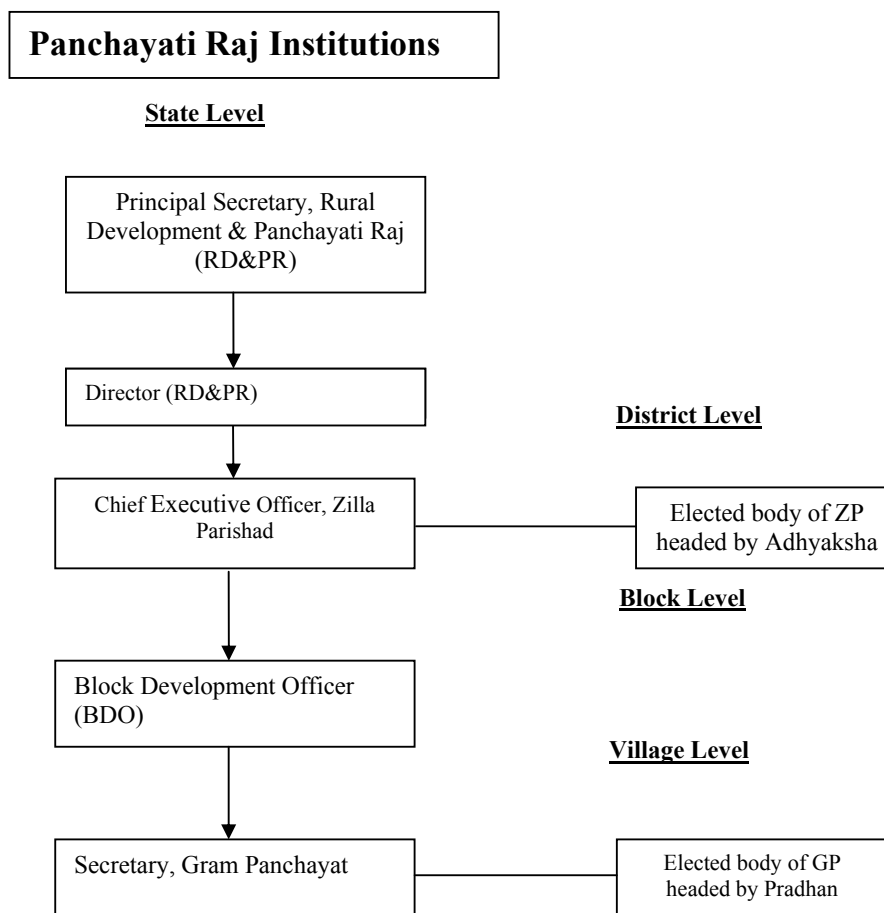 Panchayati Raj Institutions
State Level
Principal Secretary, Rural
Development & Panchayati Raj
(RD&PR)
Director (RD&PR)
District Level
Chief Executive Officer, Zilla
Parishad
Elected body of ZP
headed by Adhyaksha
Block Level
Block Development Officer
(BDO)
Village Level
Secretary, Gram Panchayat
Elected body of GP
headed by Pradhan